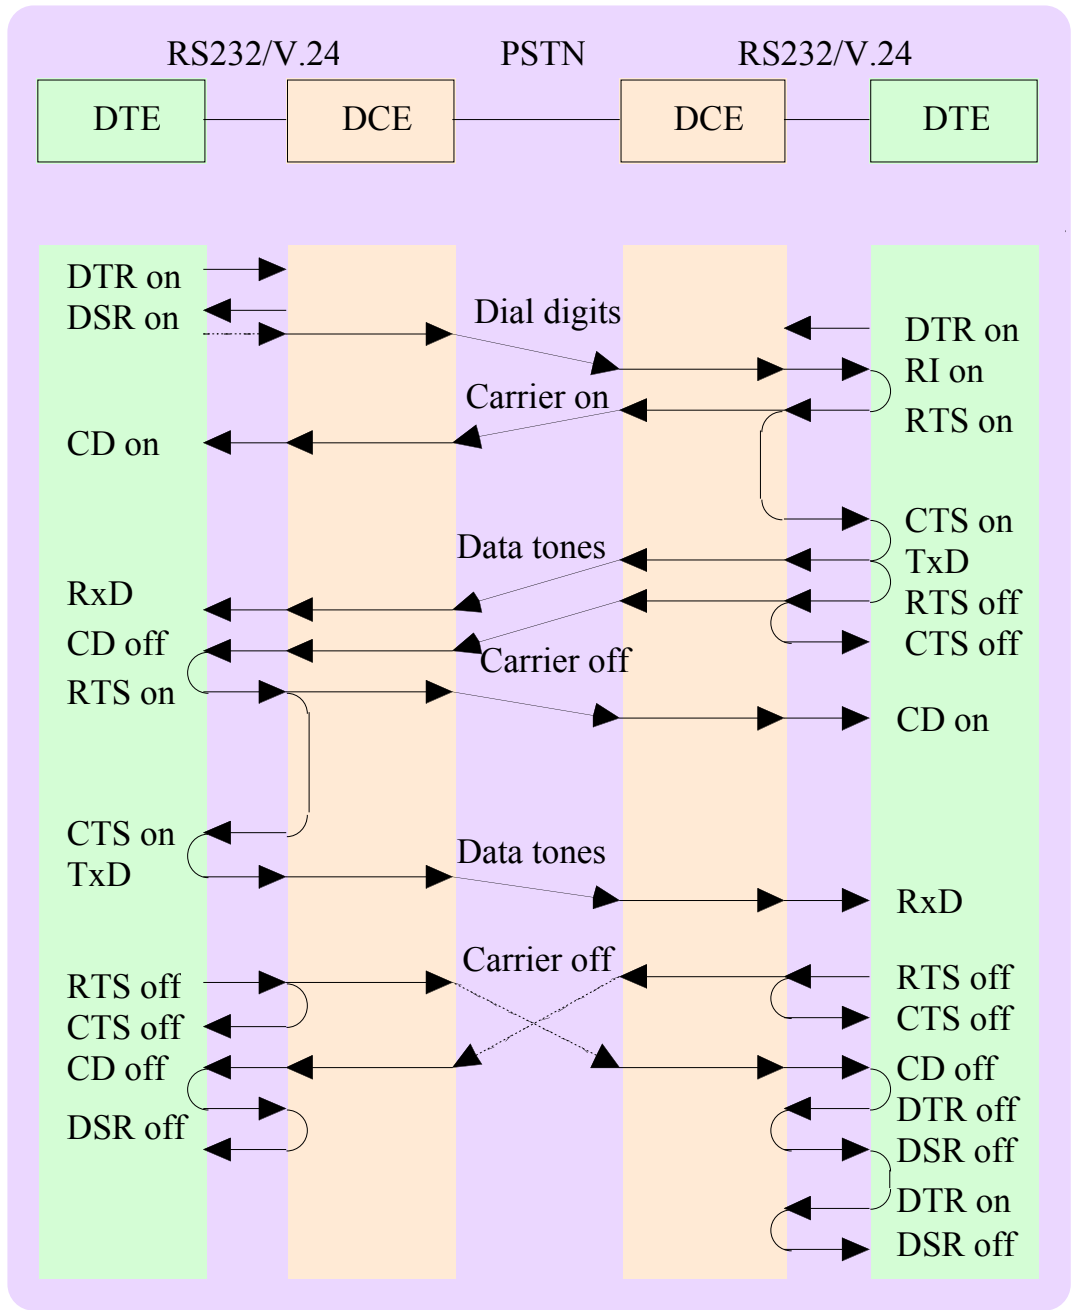 RS232/V.24 PSTN RS232/V.24
DTE DCE DCE DTE
DTR on
DSR on
Dial digits
DTR on
RI on
Carrier on
RTS on
CD on
CTS on
Data tones
TxD
RxD
RTS off
CD off
CTS off
Carrier off
RTS on
CD on
CTS on
Data tones
TxD
RxD
Carrier off
RTS off
RTS off
CTS off
CTS off
CD off
CD off
DTR off
DSR off
DSR off
DTR on
DSR off